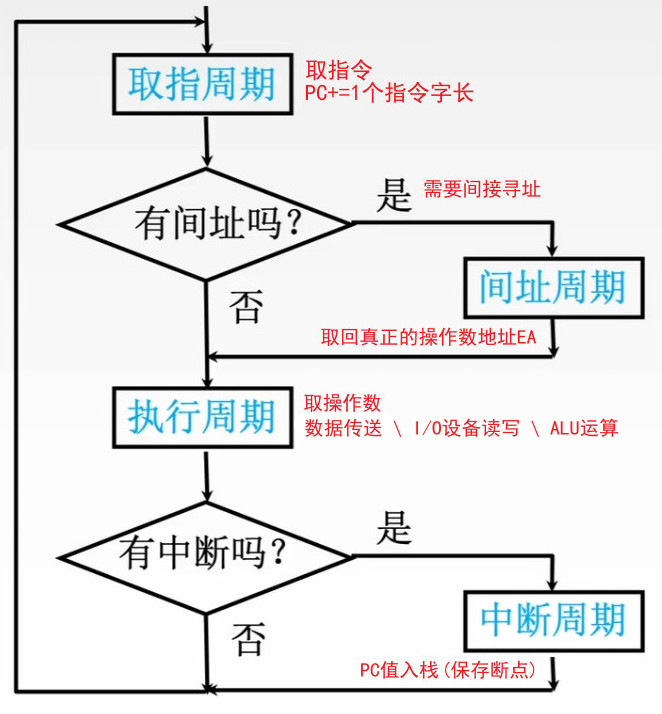 取指周期
取指令
PC+=1个指令字长
有间址吗？
是
需要间接寻址
间址周期
否
取回真正的操作数地址EA
执行周期
取操作数
数据传送 \ I/O设备读写 \ ALU运算
有中断吗？
是
中断周期
否
PC值入栈(保存断点)